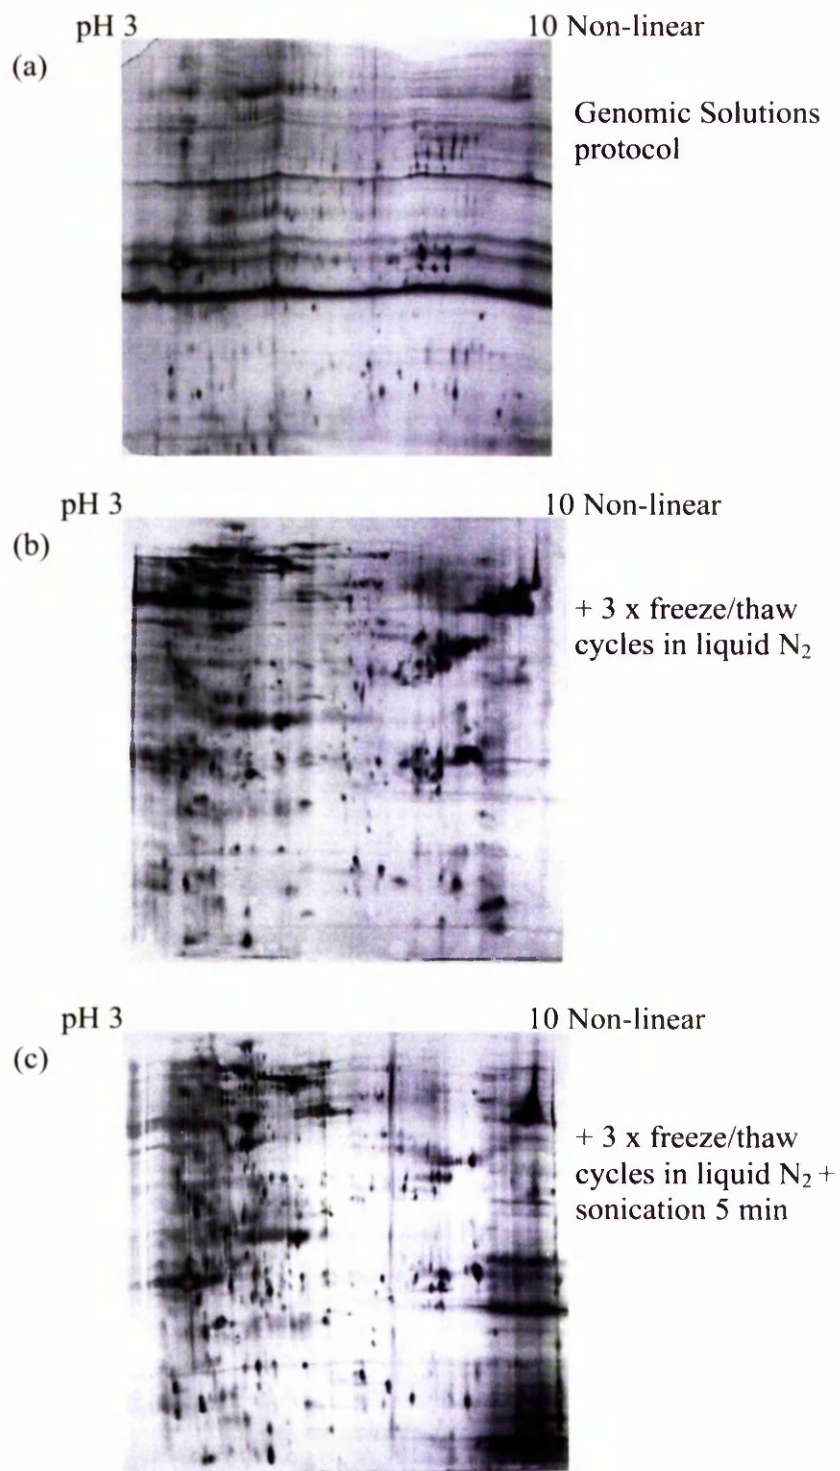 pH 3 10 Non-linear
(a)
Genomic Solutions
protocol
pH 3 10 Non-linear
(b)
+ 3 x freeze/thaw
cycles in liquid N₂
pH 3 10 Non-linear
(c)
+ 3 x freeze/thaw
cycles in liquid N₂ +
sonication 5 min